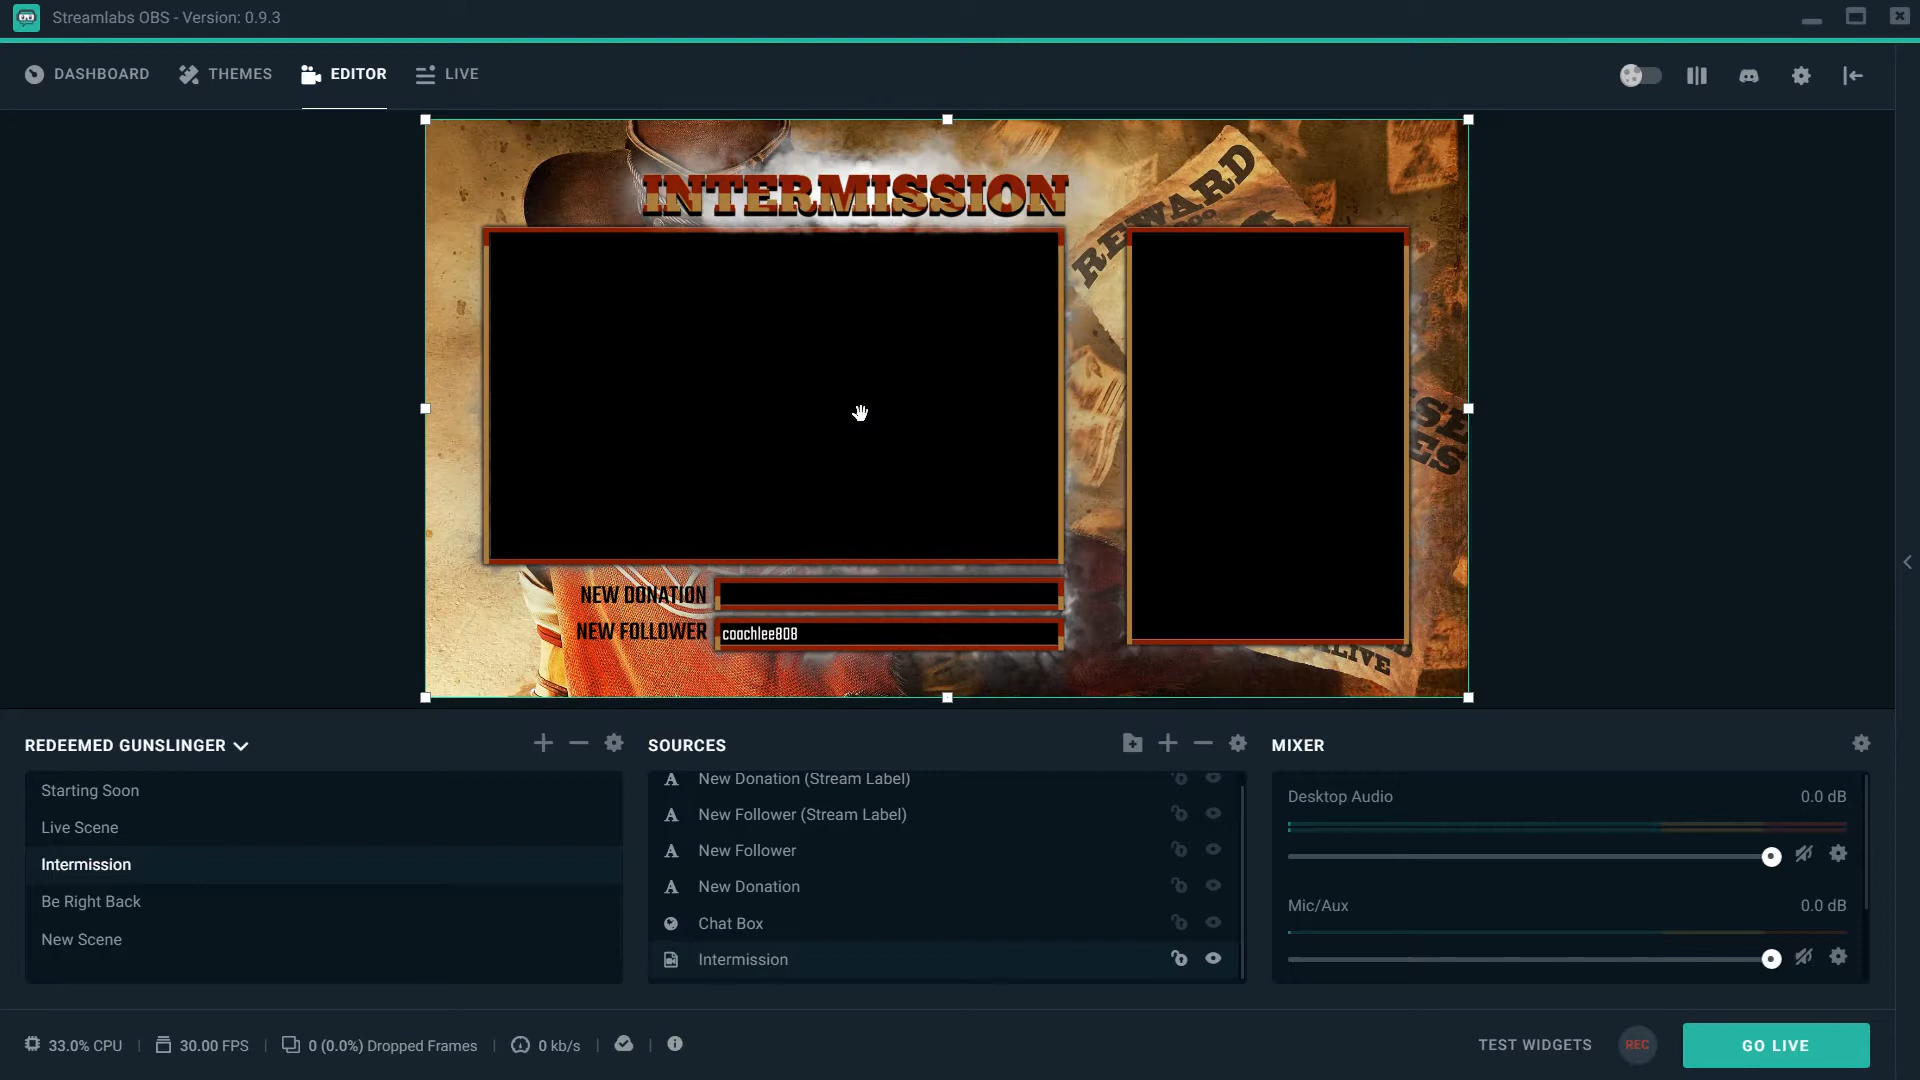 Streamlabs OBS - Version: 0.9.3
DASHBOARD
THEMES
EDITOR
LIVE
INTERMISSION
REWARD
NEW DONATION
NEW FOLLOWER
coachlee808
REDEEMED GUNSLINGER
Starting Soon
Live Scene
Intermission
Be Right Back
New Scene
SOURCES
New Donation (Stream Label)
New Follower (Stream Label)
New Follower
New Donation
Chat Box
Intermission
MIXER
Desktop Audio
0.0 dB
Mic/Aux
0.0 dB
33.0% CPU
30.00 FPS
0 (0.0%) Dropped Frames
0 kb/s
TEST WIDGETS
REC
GO LIVE